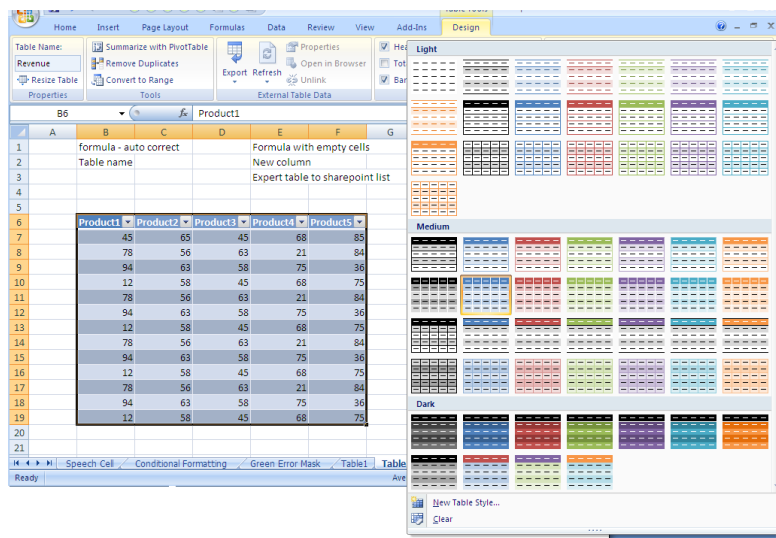 Table Tools
Home Insert Page Layout Formulas Data Review View Add-Ins Design
Table Name: Summarize with PivotTable Properties
Revenue Remove Duplicates Export Refresh Open in Browser
Resize Table Convert to Range Unlink
Properties Tools External Table Data
B6 fx Product1
A B C D E F G
1 formula - auto correct Formula with empty cells
2 Table name New column
3 Expert table to sharepoint list
4
5
6 Product1 Product2 Product3 Product4 Product5
7 45 65 45 68 85
8 78 56 63 21 84
9 94 63 58 75 36
10 12 58 45 68 75
11 78 56 63 21 84
12 94 63 58 75 36
13 12 58 45 68 75
14 78 56 63 21 84
15 94 63 58 75 36
16 12 58 45 68 75
17 78 56 63 21 84
18 94 63 58 75 36
19 12 58 45 68 75
20
21
Speech Cell Conditional Formatting Green Error Mask Table1 Table
Ready Ave
Light
Medium
Dark
New Table Style...
Clear